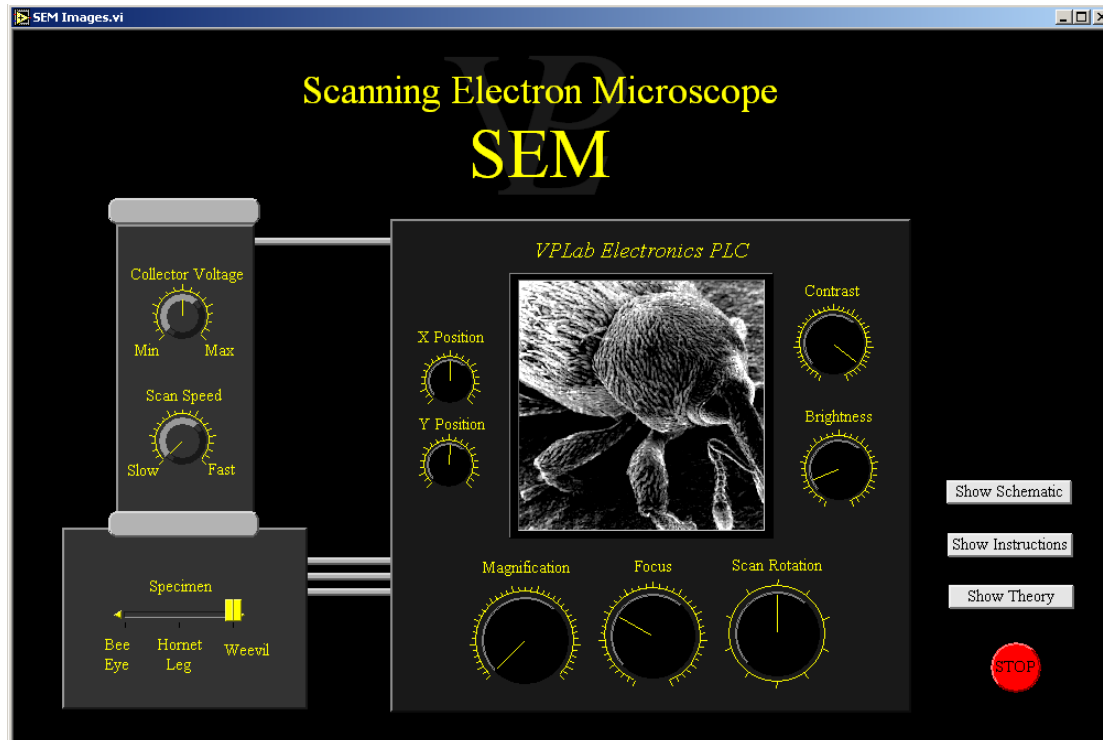 SEM Images.vi
VP
Scanning Electron Microscope
SEM
VPLab Electronics PLC
Collector Voltage
Min
Max
Scan Speed
Slow
Fast
X Position
Y Position
Contrast
Brightness
Magnification
Focus
Scan Rotation
Specimen
Bee
Eye
Hornet
Leg
Weevil
Show Schematic
Show Instructions
Show Theory
STOP